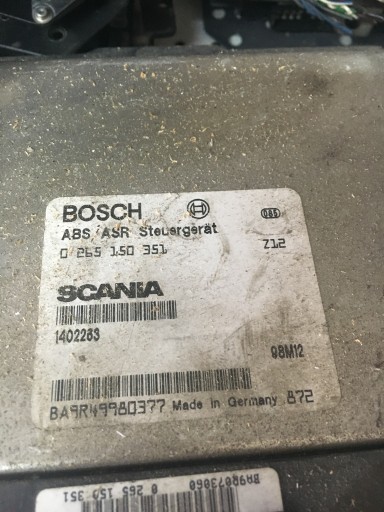 BOSCH
ABS/ASR Steuergerät
0 265 150 351 Z12
SCANIA
1402263
98M12
BA9R49980377 Made in Germany 872
BA9R073060
0 265 150 351